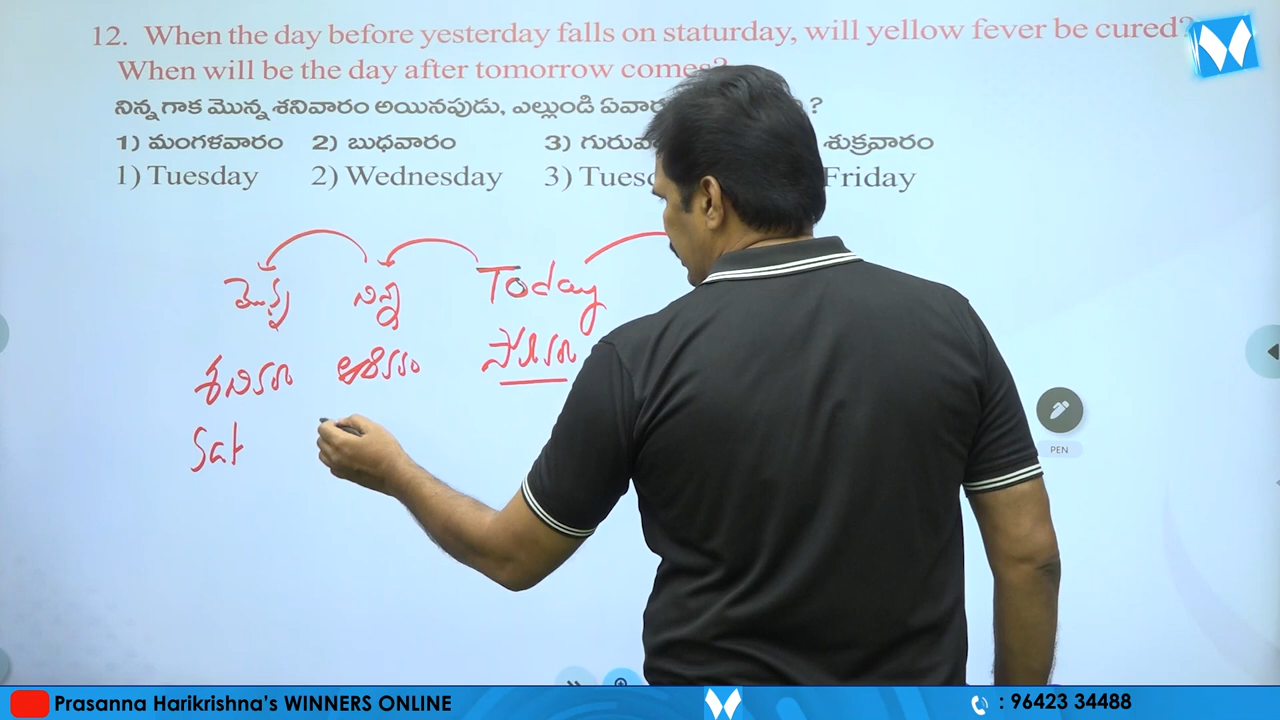 12. When the day before yesterday falls on staturday, will yellow fever be cured?
When will be the day after tomorrow comes?
నిన్న గాక మొన్న శనివారం అయినపుడు, ఎల్లుండి ?
1) మంగళవారం 2) బుధవారం 3) శుక్రవారం
1) Tuesday 2) Wednesday 3) Friday
మొన్న నిన్న Today
శనివారం ఆదివారం సోమవారం
Sat
PEN
Prasanna Harikrishna's WINNERS ONLINE : 96423 34488